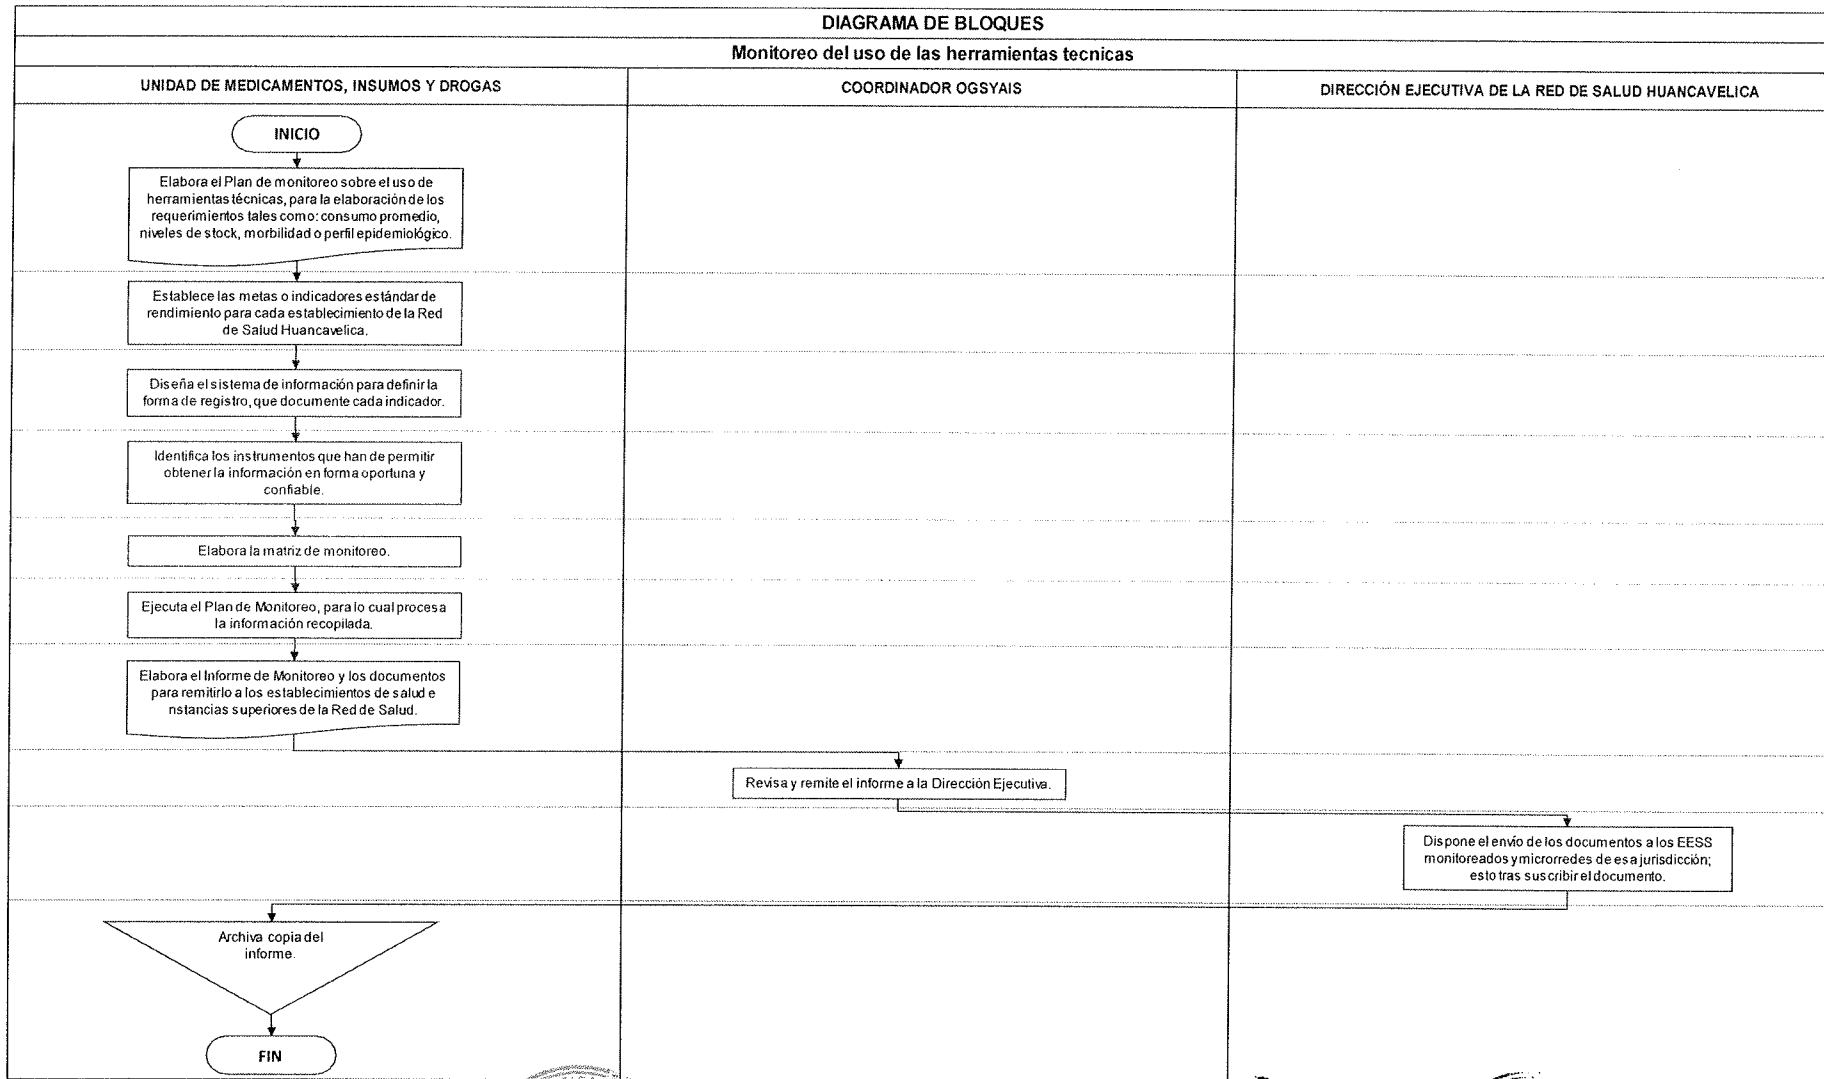 DIAGRAMA DE BLOQUES
Monitoreo del uso de las herramientas tecnicas
UNIDAD DE MEDICAMENTOS, INSUMOS Y DROGAS
COORDINADOR OGSYAIS
DIRECCIÓN EJECUTIVA DE LA RED DE SALUD HUANCAVELICA
INICIO
Elabora el Plan de monitoreo sobre el uso de
herramientas técnicas, para la elaboración de los
requerimientos tales como: consumo promedio,
niveles de stock, morbilidad o perfil epidemiológico.
Establece las metas o indicadores estándar de
rendimiento para cada establecimiento de la Red
de Salud Huancavelica.
Diseña el sistema de información para definir la
forma de registro, que documente cada indicador.
Identifica los instrumentos que han de permitir
obtener la información en forma oportuna y
confiable.
Elabora la matriz de monitoreo.
Ejecuta el Plan de Monitoreo, para lo cual procesa
la información recopilada.
Elabora el Informe de Monitoreo y los documentos
para remitirlo a los establecimientos de salud e
nstancias superiores de la Red de Salud.
Revisa y remite el informe a la Dirección Ejecutiva.
Dispone el envío de los documentos a los EESS
monitoreados y microrredes de esa jurisdicción;
esto tras suscribir el documento.
Archiva copia del
informe.
FIN